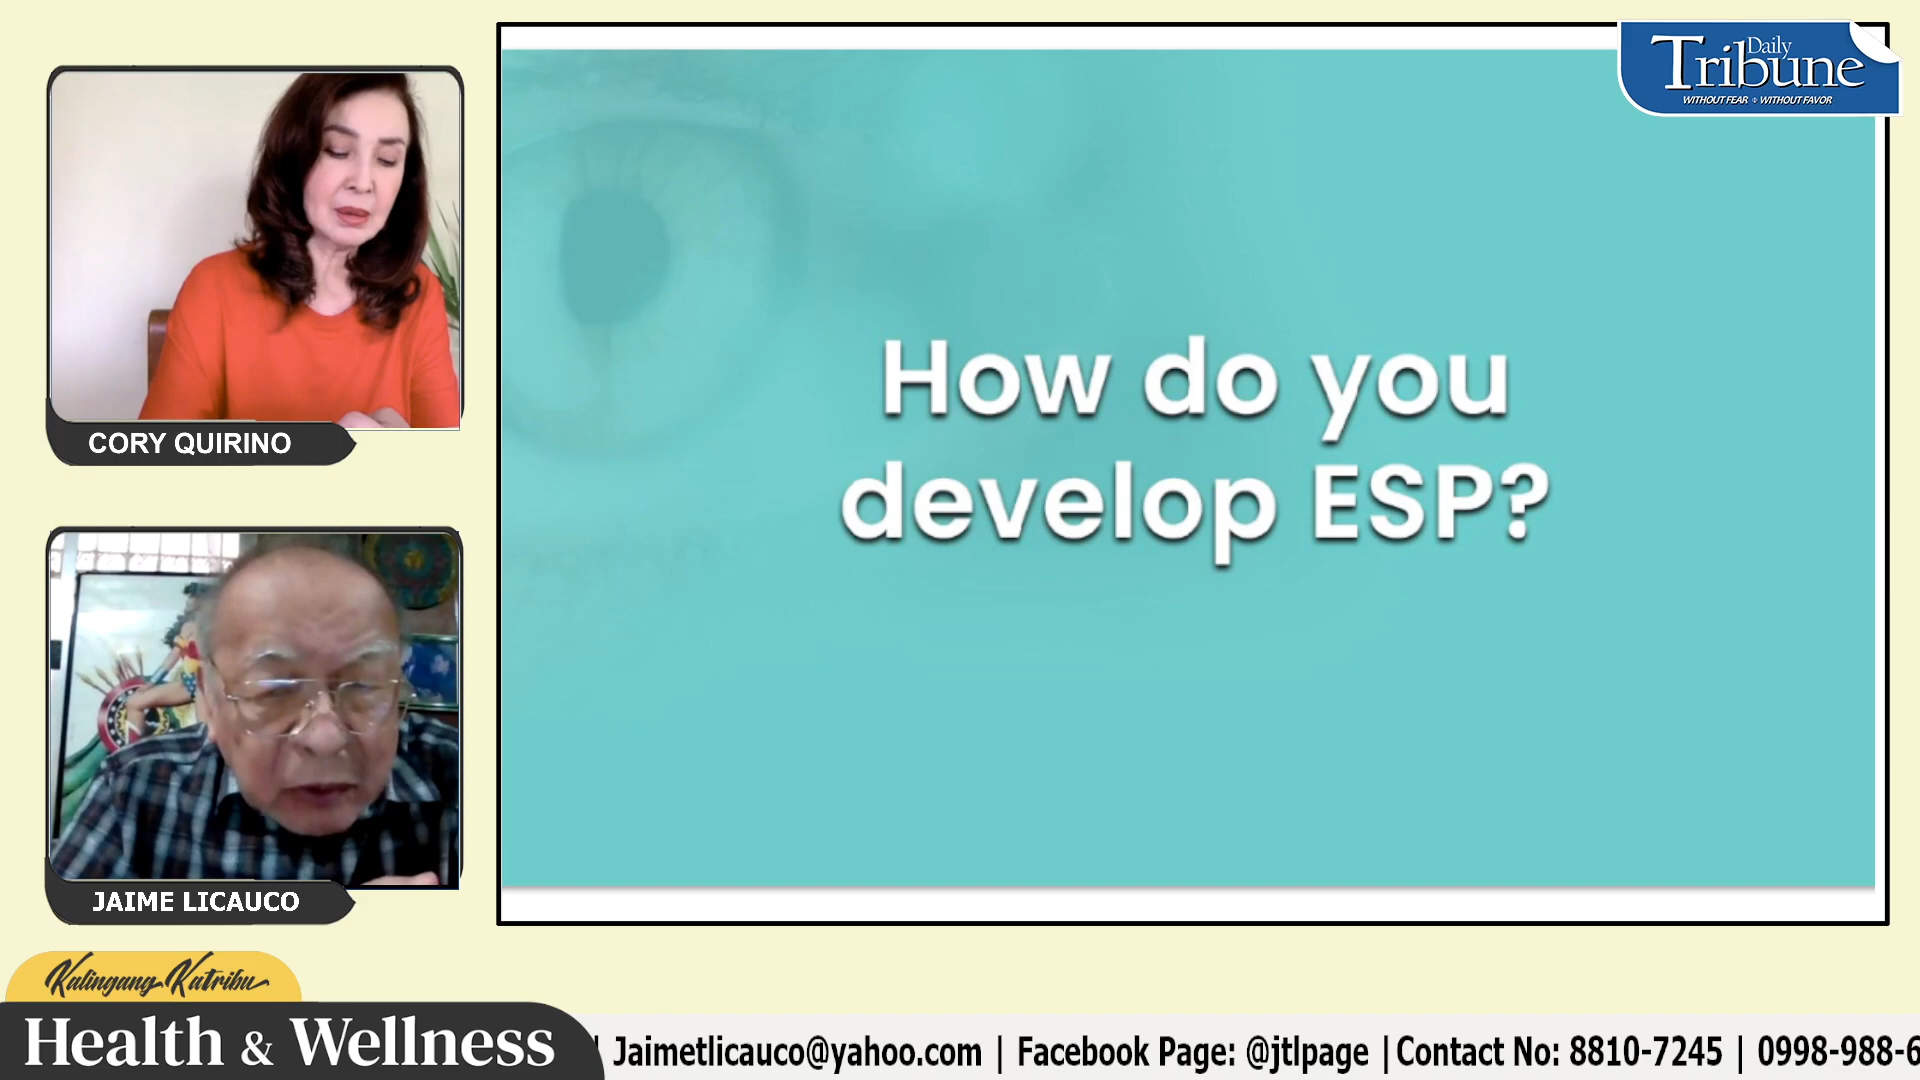 Daily
Tribune
WITHOUT FEAR + WITHOUT FAVOR
How do you
develop ESP?
CORY QUIRINO
JAIME LICAUCO
Kalingang Katribu
Health & Wellness
| Jaimetlicauco@yahoo.com | Facebook Page: @jtlpage |Contact No: 8810-7245 | 0998-988-6